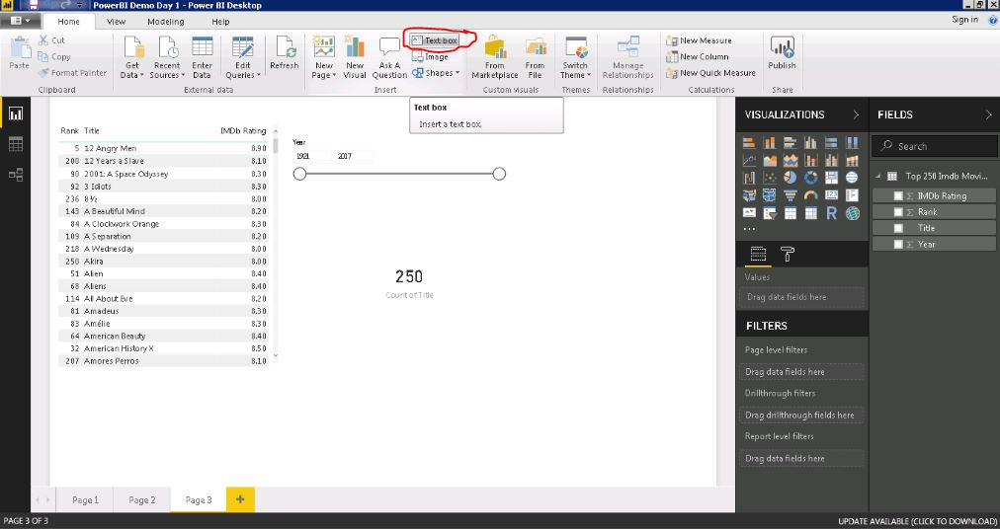 PowerBI Demo Day 1 - Power BI Desktop
Home View Modeling Help
Sign in
Paste
Cut
Copy
Format Painter
Clipboard
Get Data
Recent Sources
Enter Data
Edit Queries
Refresh
External data
New Page
New Visual
Ask A Question
Text box
Image
Shapes
Insert
From Marketplace
From File
Custom visuals
Switch Theme
Themes
Manage Relationships
Relationships
New Measure
New Column
New Quick Measure
Calculations
Publish
Share
Text box
Insert a text box.
Rank Title IMDb Rating
5 12 Angry Men 8.90
200 12 Years a Slave 8.10
90 2001: A Space Odyssey 8.30
92 3 Idiots 8.30
236 8½ 8.00
143 A Beautiful Mind 8.20
84 A Clockwork Orange 8.30
109 A Separation 8.20
218 A Wednesday 8.00
250 Akira 8.00
51 Alien 8.40
68 Aliens 8.40
114 All About Eve 8.20
81 Amadeus 8.30
83 Amélie 8.30
64 American Beauty 8.40
32 American History X 8.50
207 Amores Perros 8.10
Year
1921 2017
250
Count of Title
VISUALIZATIONS
R
Values
Drag data fields here
FILTERS
Page level filters
Drag data fields here
Drillthrough filters
Drag drillthrough fields here
Report level filters
Drag data fields here
FIELDS
Search
Top 250 Imdb Movi...
Σ IMDb Rating
Σ Rank
Title
Σ Year
Page 1 Page 2 Page 3 +
PAGE 3 OF 3
UPDATE AVAILABLE (CLICK TO DOWNLOAD)